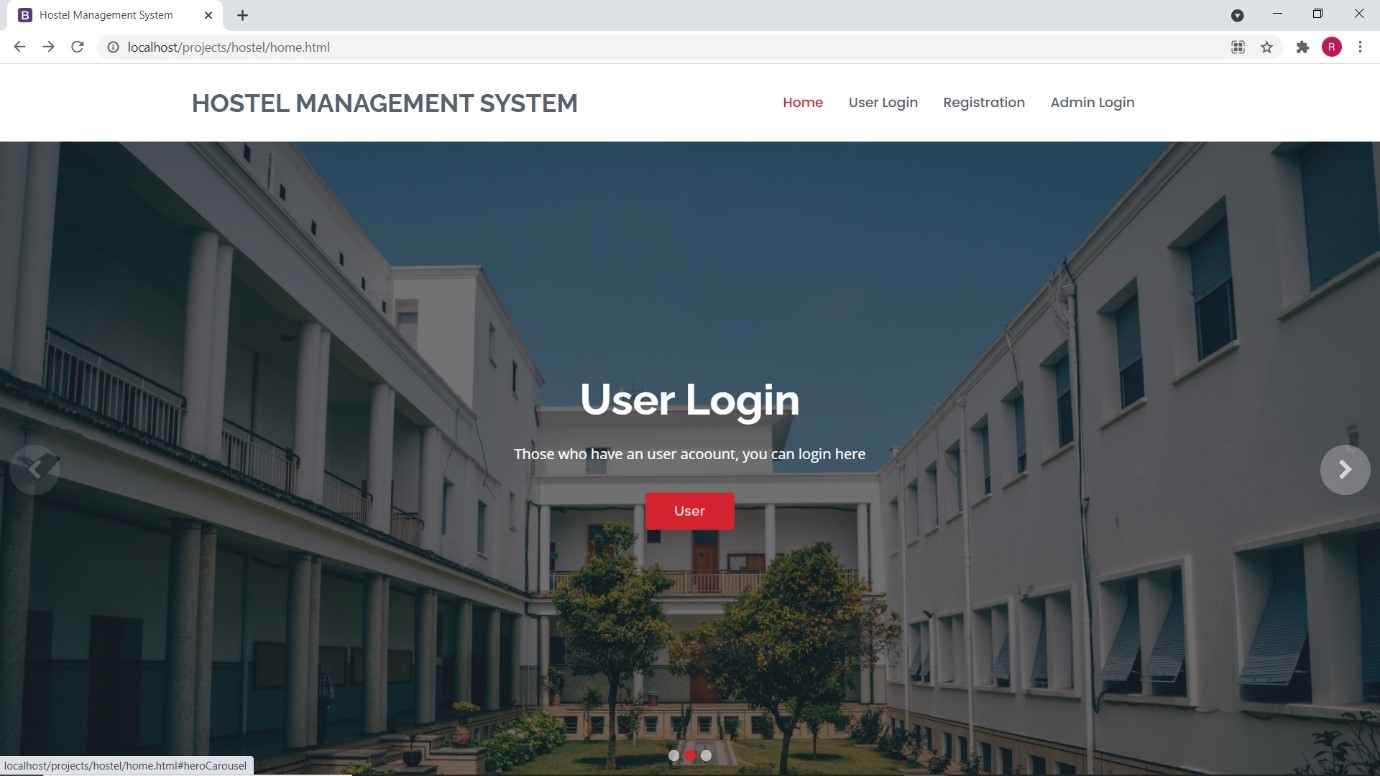 B Hostel Management System
localhost/projects/hostel/home.html
R
HOSTEL MANAGEMENT SYSTEM
Home User Login Registration Admin Login
User Login
Those who have an user acoount, you can login here
User
localhost/projects/hostel/home.html#heroCarousel